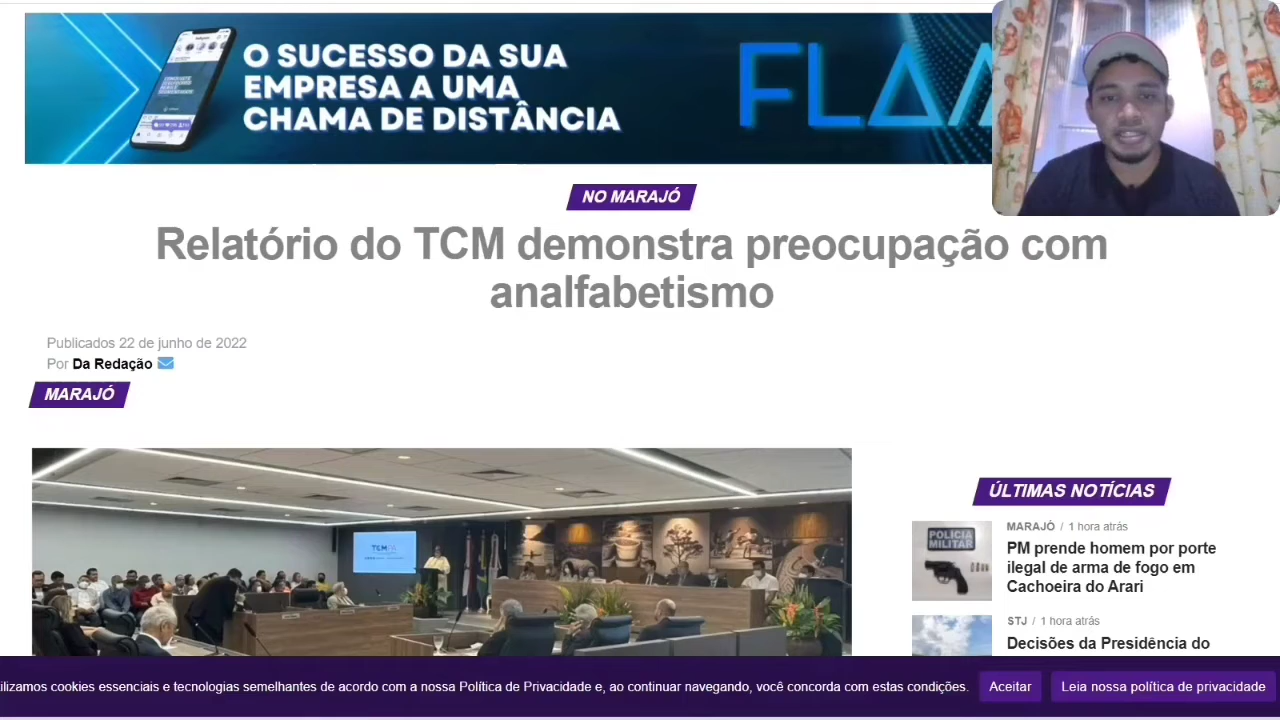 O SUCESSO DA SUA
EMPRESA A UMA
CHAMA DE DISTÂNCIA
NO MARAJÓ
Relatório do TCM demonstra preocupação com
analfabetismo
Publicados 22 de junho de 2022
Por Da Redação
MARAJÓ
TCMPA
ÚLTIMAS NOTÍCIAS
POLÍCIA
MILITAR
MARAJÓ / 1 hora atrás
PM prende homem por porte
ilegal de arma de fogo em
Cachoeira do Arari
STJ / 1 hora atrás
Decisões da Presidência do
ilizamos cookies essenciais e tecnologias semelhantes de acordo com a nossa Política de Privacidade e, ao continuar navegando, você concorda com estas condições.
Aceitar
Leia nossa política de privacidade